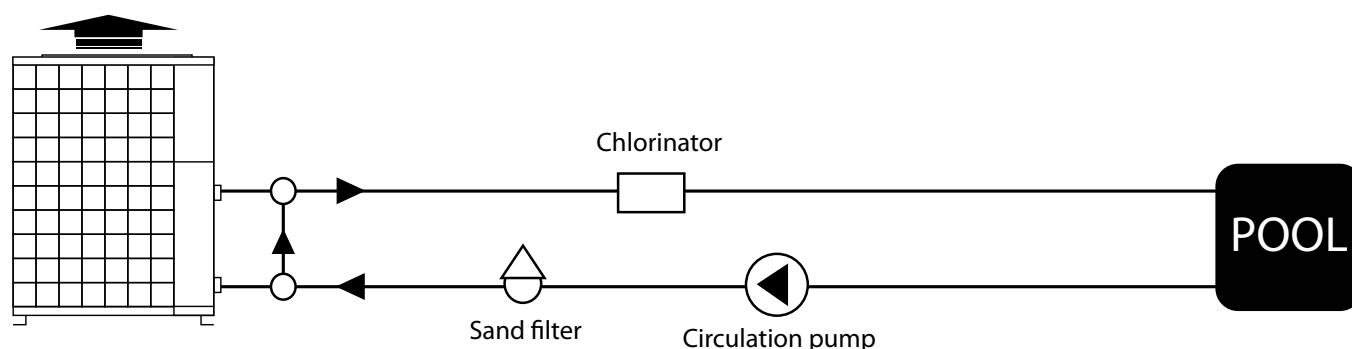 Chlorinator
POOL
Sand filter
Circulation pump